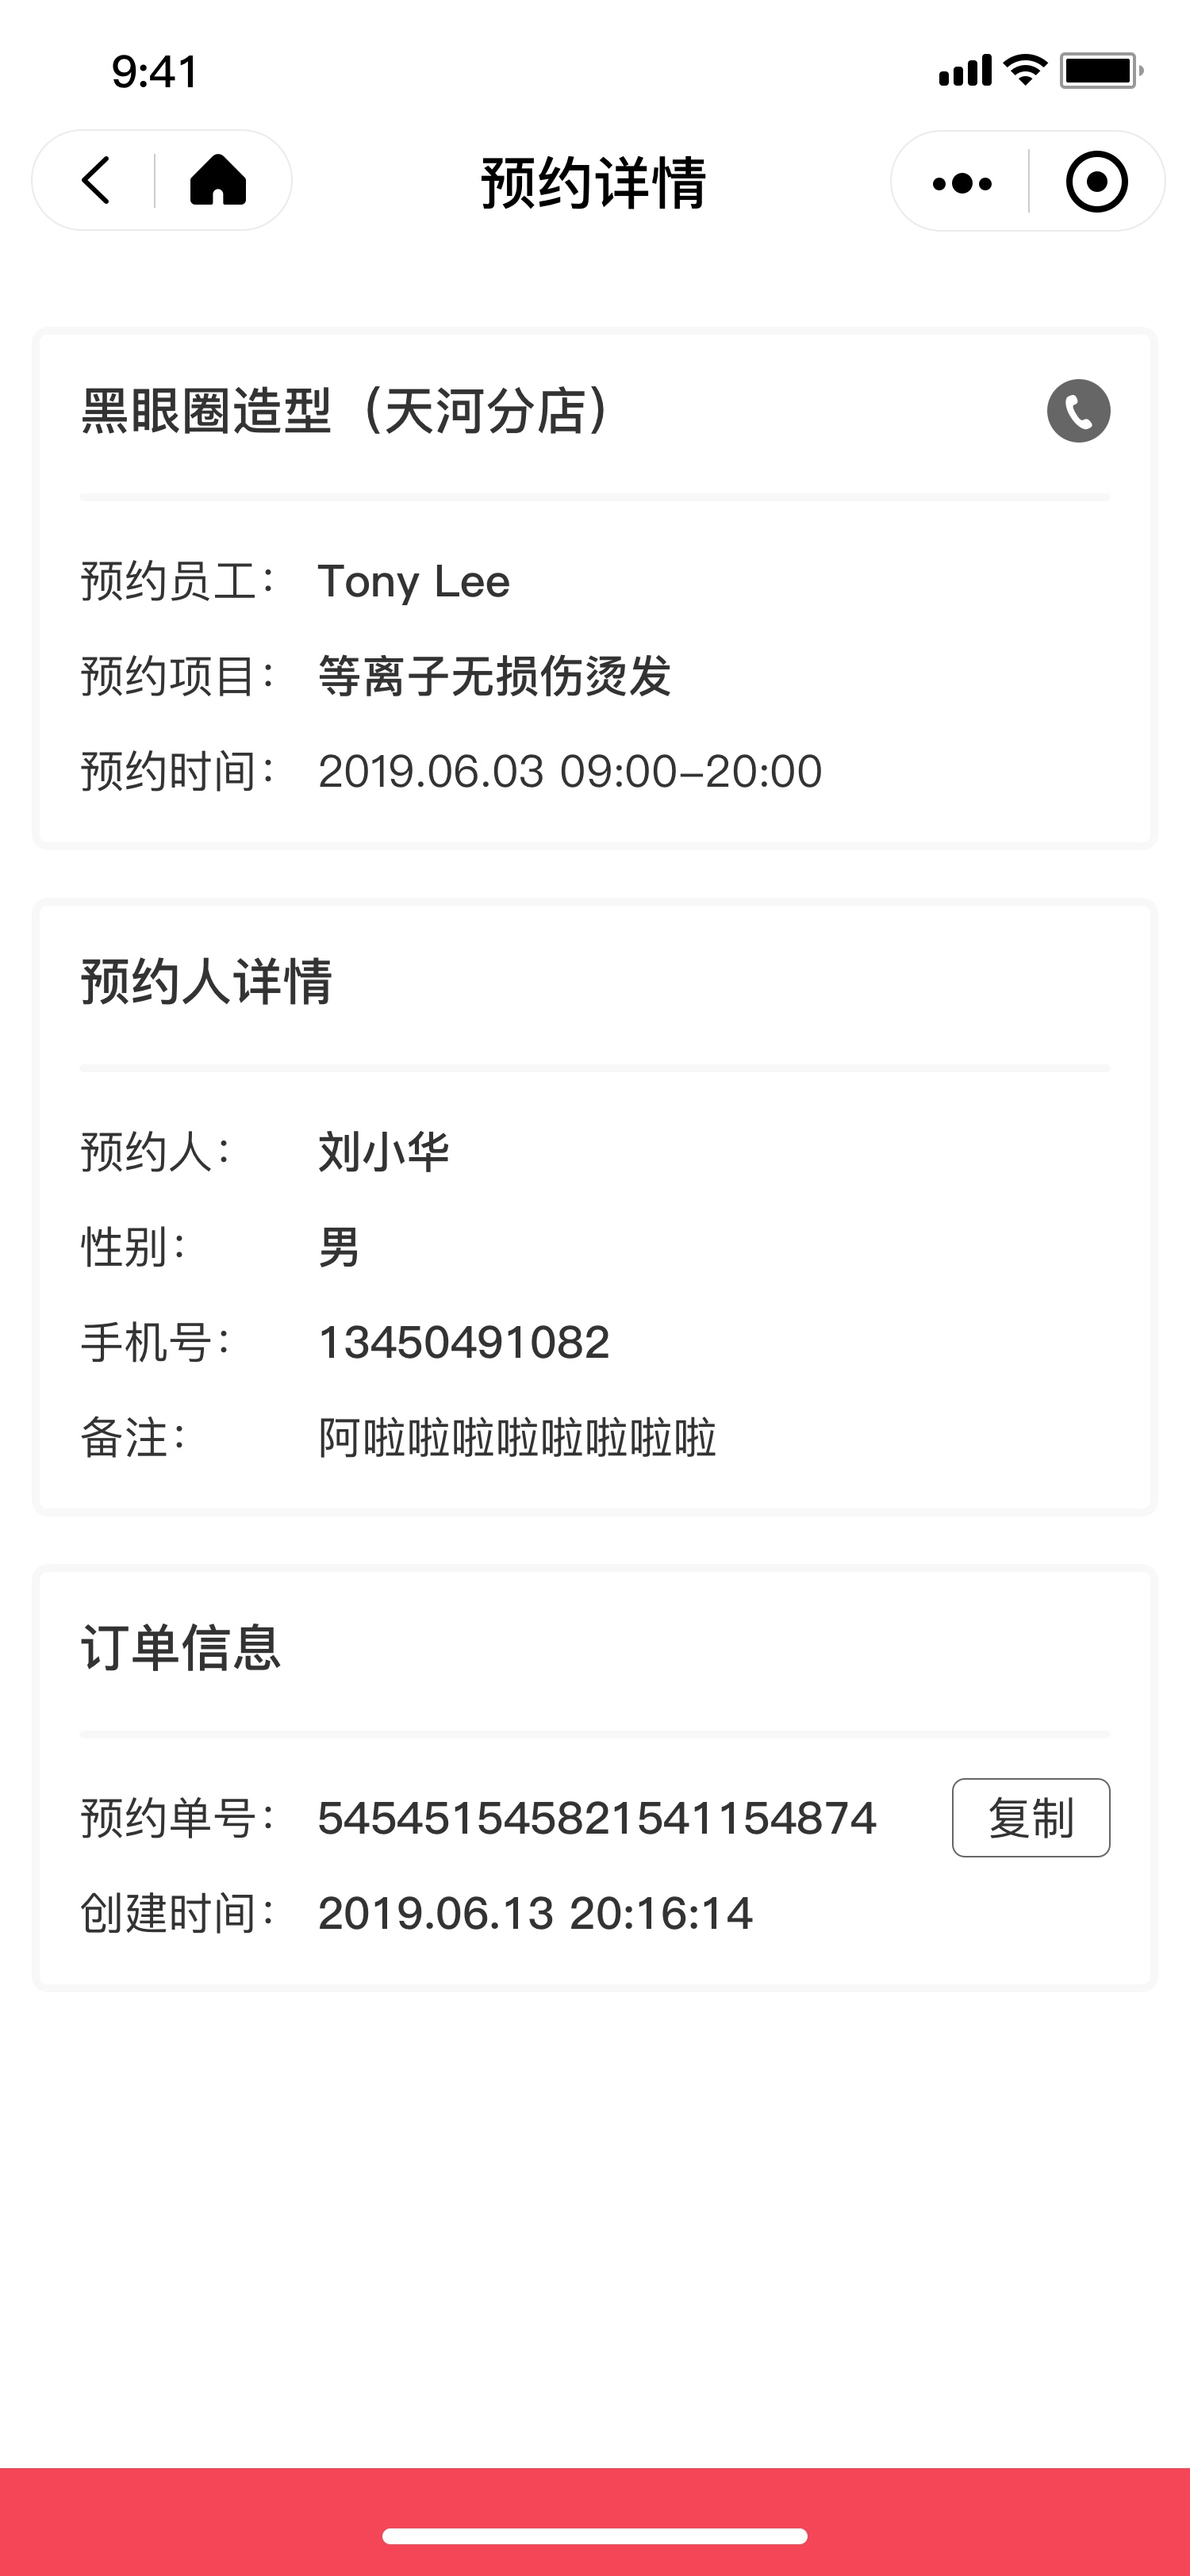 9:41
预约详情
黑眼圈造型（天河分店）
预约员工： Tony Lee
预约项目： 等离子无损伤烫发
预约时间： 2019.06.03 09:00–20:00
预约人详情
预约人： 刘小华
性别： 男
手机号： 13450491082
备注： 阿啦啦啦啦啦啦啦啦
订单信息
预约单号： 545451545821541154874 复制
创建时间： 2019.06.13 20:16:14